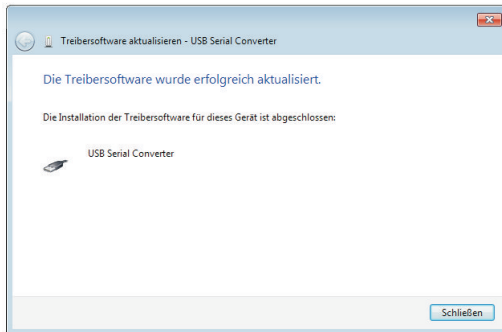 Treibersoftware aktualisieren - USB Serial Converter
Die Treibersoftware wurde erfolgreich aktualisiert.
Die Installation der Treibersoftware für dieses Gerät ist abgeschlossen:
USB Serial Converter
Schließen